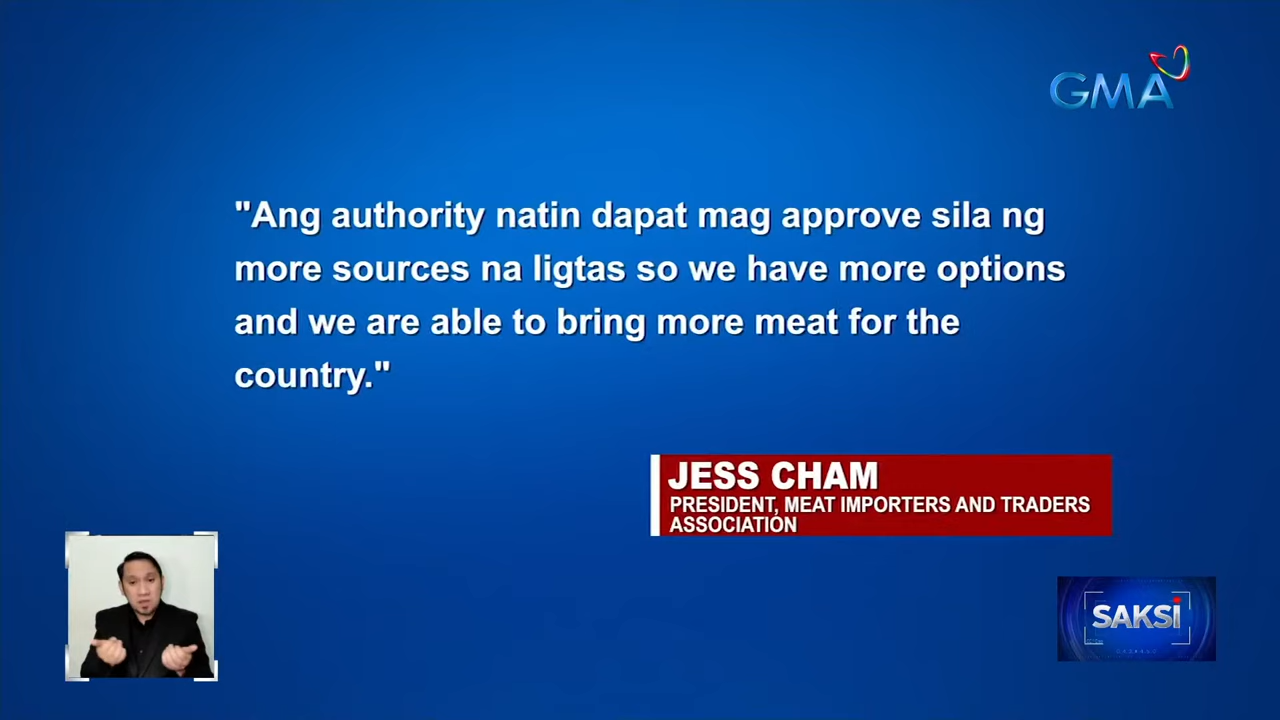 GMA
"Ang authority natin dapat mag approve sila ng
more sources na ligtas so we have more options
and we are able to bring more meat for the
country."
JESS CHAM
PRESIDENT, MEAT IMPORTERS AND TRADERS
ASSOCIATION
SAKSI